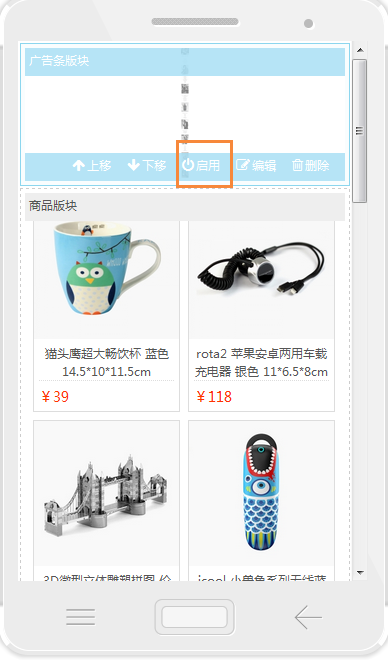 广告条版块
上移 下移 启用 编辑 删除
商品版块
猫头鹰超大畅饮杯 蓝色
14.5*10*11.5cm
￥39
rota2 苹果安卓两用车载
充电器 银色 11*6.5*8cm
￥118
3D微型立体雕塑拼图 伦
icool 小兽鱼系列无线蓝